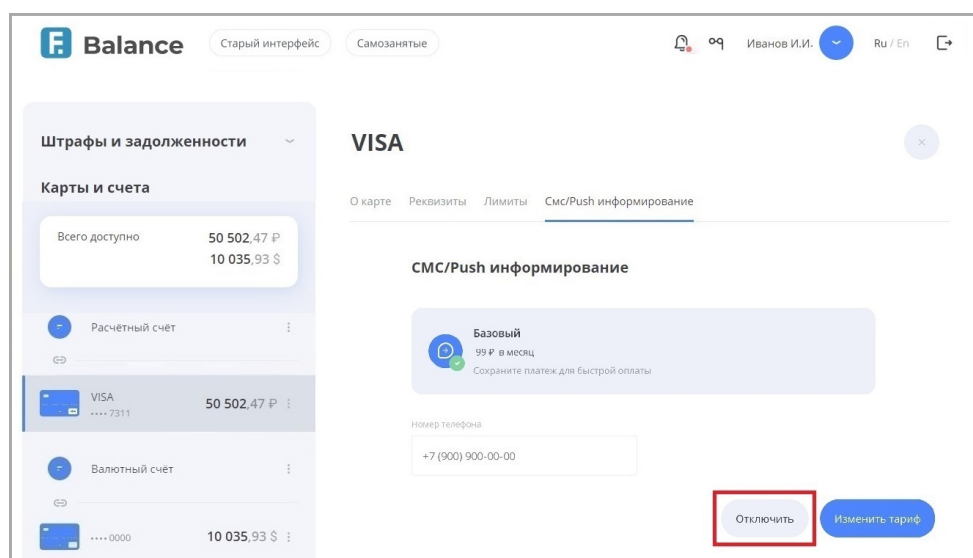 F. Balance
Старый интерфейс
Самозанятые
Иванов И.И.
Ru / En
Штрафы и задолженности
Карты и счета
Всего доступно
50 502,47 ₽
10 035,93 $
Расчётный счёт
VISA
•••• 7311
50 502,47 ₽
Валютный счёт
•••• 0000
10 035,93 $
VISA
О карте Реквизиты Лимиты Смс/Push информирование
СМС/Push информирование
Базовый
99 ₽ в месяц
Сохраните платеж для быстрой оплаты
Номер телефона
+7 (900) 900-00-00
Отключить
Изменить тариф